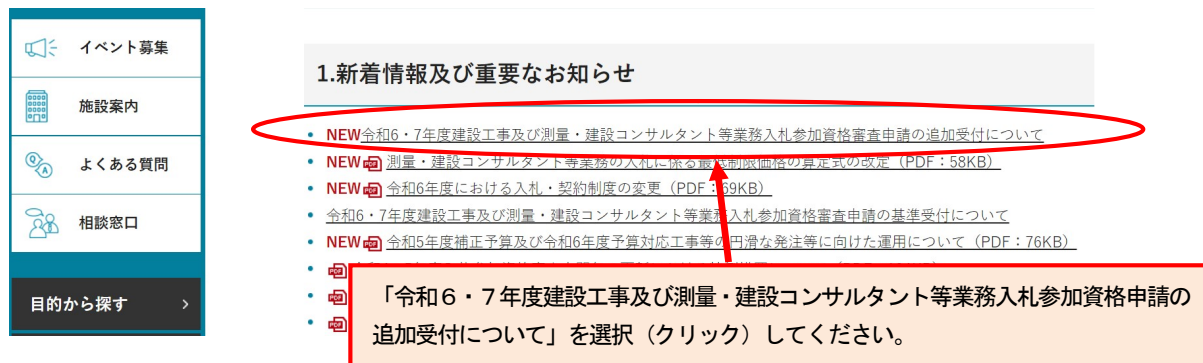 イベント募集
施設案内
よくある質問
相談窓口
目的から探す >
1.新着情報及び重要なお知らせ
• NEW令和6・7年度建設工事及び測量・建設コンサルタント等業務入札参加資格審査申請の追加受付について
• NEW PDF 測量・建設コンサルタント等業務の入札に係る最低制限価格の算定式の改定（PDF：58KB）
• NEW PDF 令和6年度における入札・契約制度の変更（PDF：69KB）
• 令和6・7年度建設工事及び測量・建設コンサルタント等業務入札参加資格審査申請の基準受付について
• NEW PDF 令和5年度補正予算及び令和6年度予算対応工事等の円滑な発注等に向けた運用について（PDF：76KB）
• PDF
• PDF
• PDF
「令和６・７年度建設工事及び測量・建設コンサルタント等業務入札参加資格申請の
追加受付について」を選択（クリック）してください。